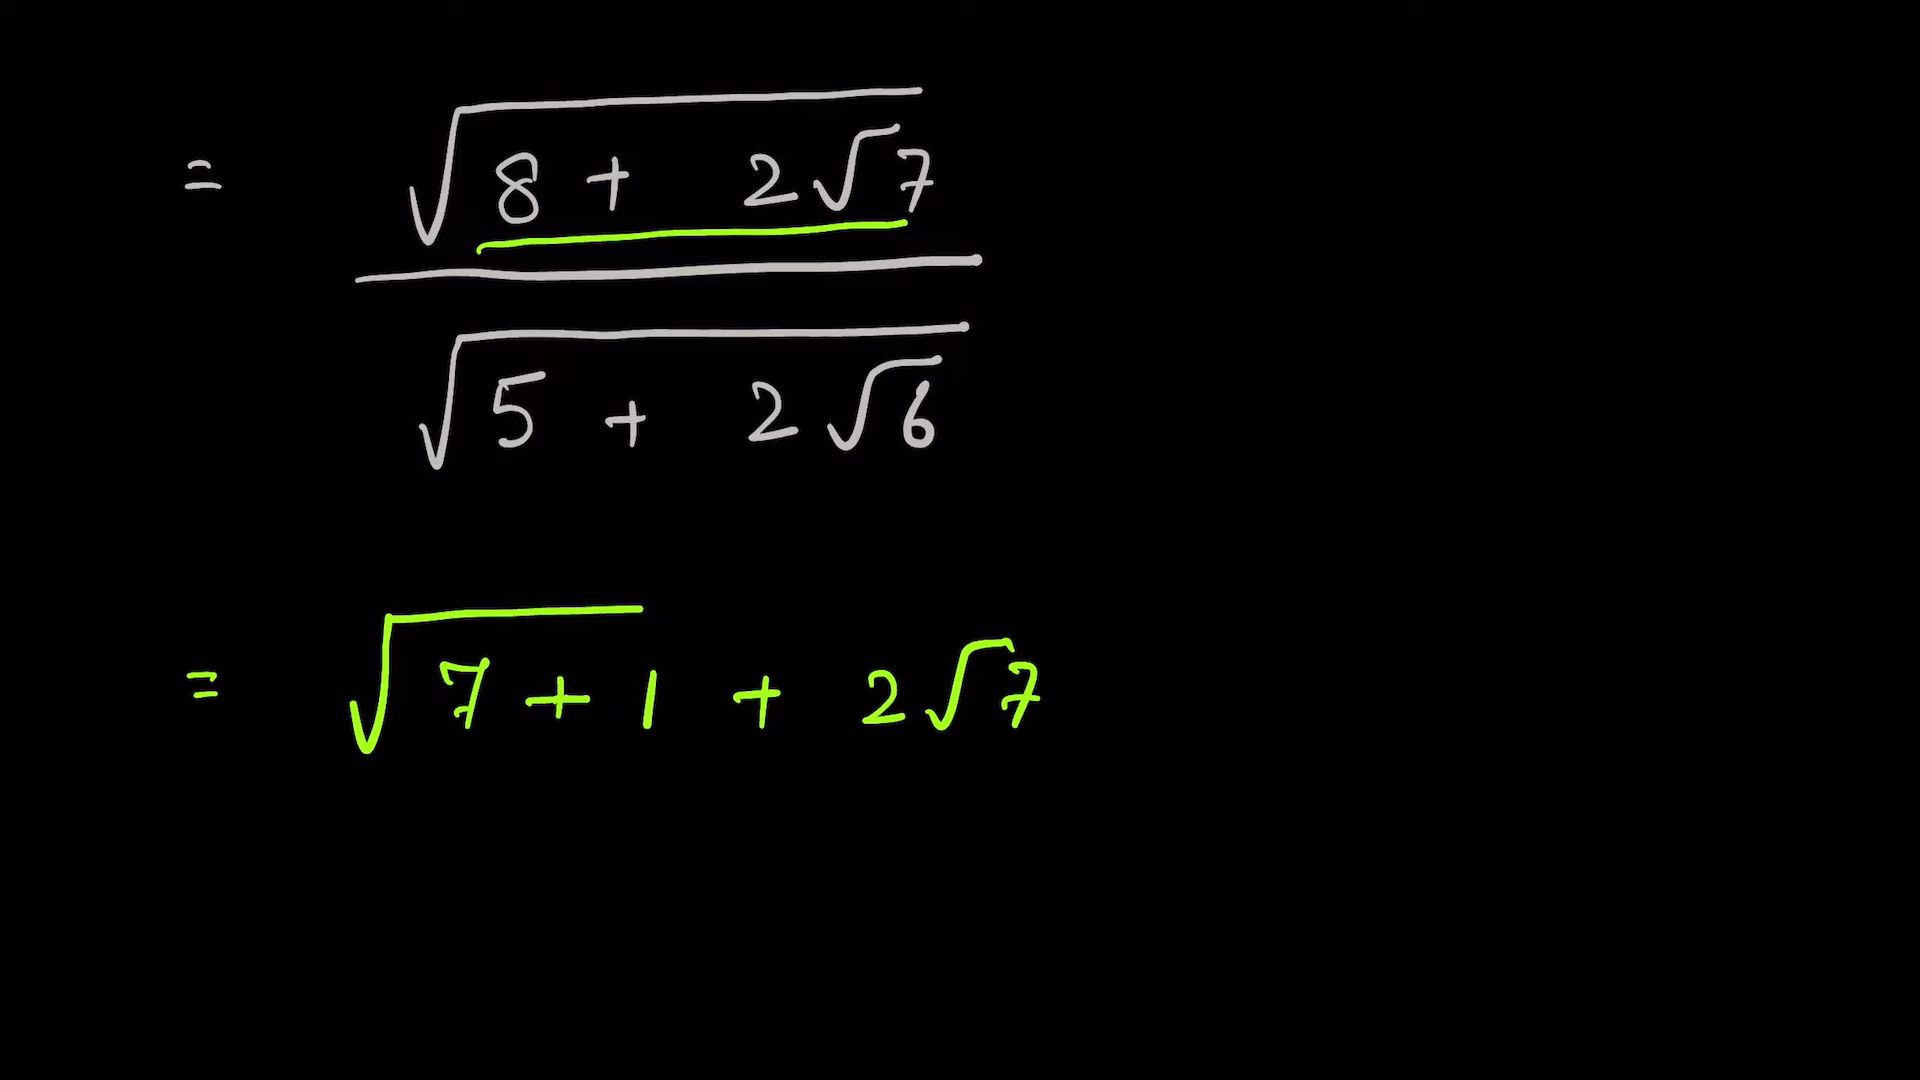 = √(8 + 2√7)
√(5 + 2√6)
= √(7 + 1 + 2√7)